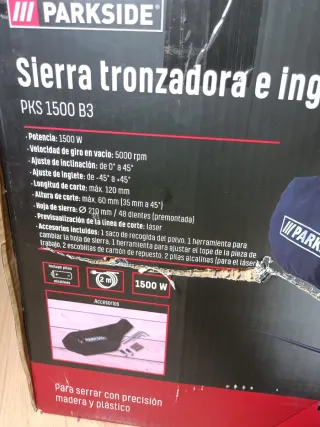 PARKSIDE®
Sierra tronzadora e ing
PKS 1500 B3
· Potencia: 1500 W
· Velocidad de giro en vacío: 5000 rpm
· Ajuste de inclinación: de 0° a 45°
· Ajuste de inglete: de -45° a +45°
· Longitud de corte: máx. 120 mm
· Altura de corte: máx. 60 mm (35 mm a 45°)
· Hoja de sierra: Ø 210 mm / 48 dientes (premontada)
· Previsualización de la línea de corte: láser
· Accesorios incluidos: 1 saco de recogida del polvo, 1 herramienta para
cambiar la hoja de sierra, 1 herramienta para ajustar el tope de la pieza de
trabajo, 2 escobillas de carbón de repuesto, 2 pilas alcalinas (para el láser)
PARKS
Incluye pilas
alcalinas
2 m
1500 W
Accesorios
Para serrar con precisión
madera y plástico